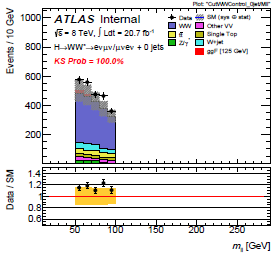 Plot: "CutWWControl_0jet/Mll"
Events / 10 GeV
1000
800
600
400
200
ATLAS Internal
√s = 8 TeV, ∫ Ldt = 20.7 fb⁻¹
H→WW*→eνμν/μνeν + 0 jets
KS Prob = 100.0%
Data
SM (sys ⊕ stat)
WW
Other VV
tt̄
Single Top
Z/γ*
W+jet
ggF [125 GeV]
Data / SM
1.4
1.2
1
0.8
0.6
50 100 150 200 250
m_ll [GeV]